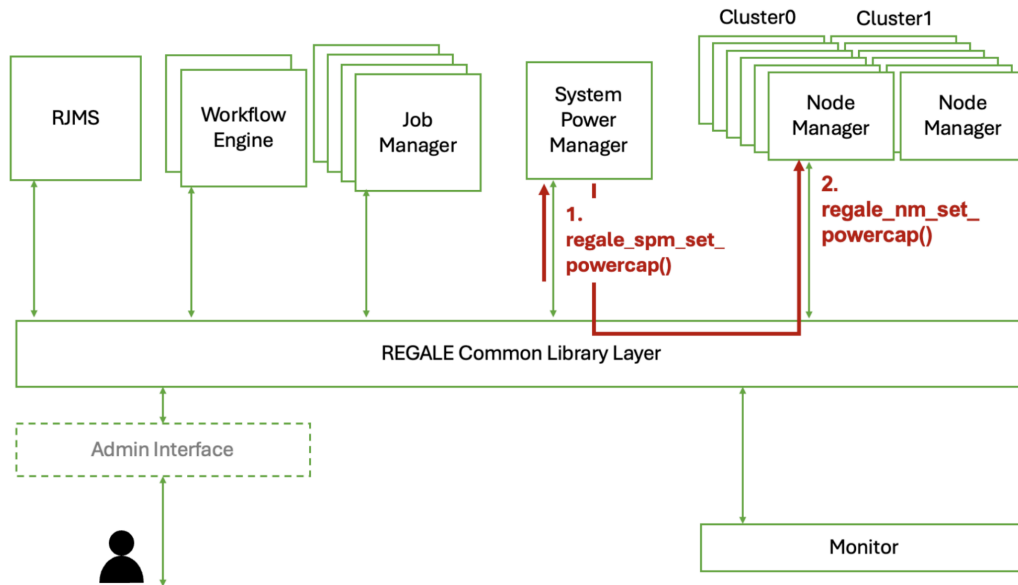 Cluster0
Cluster1
RJMS
Workflow
Engine
Job
Manager
System
Power
Manager
Node
Manager
Node
Manager
1.
regale_spm_set_
powercap()
2.
regale_nm_set_
powercap()
REGALE Common Library Layer
Admin Interface
Monitor